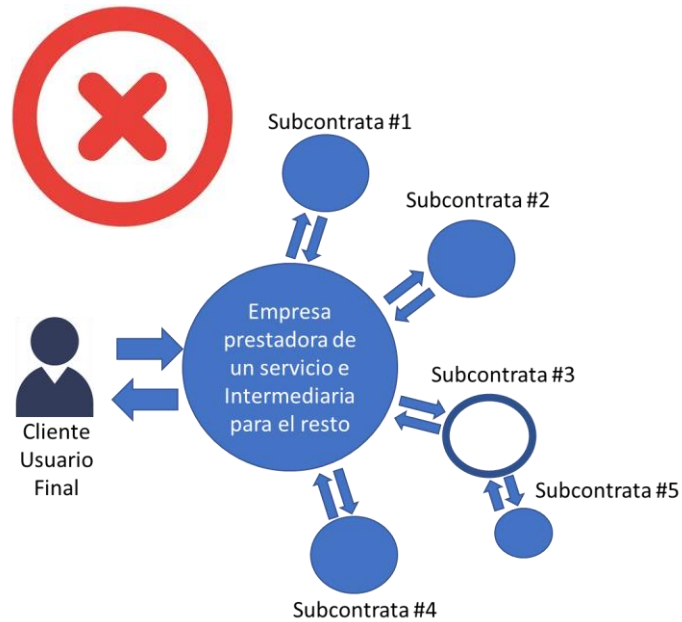 Subcontrata #1
Subcontrata #2
Empresa
prestadora de
un servicio e
Intermediaria
para el resto
Subcontrata #3
Cliente
Usuario
Final
Subcontrata #5
Subcontrata #4